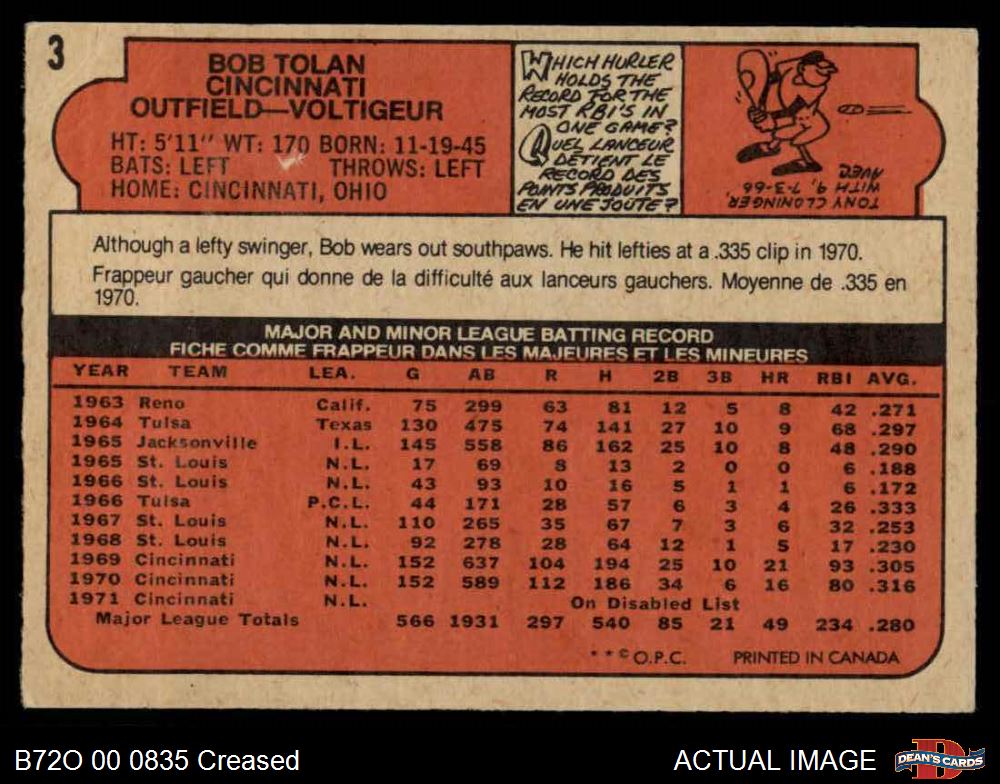 3
BOB TOLAN
CINCINNATI
OUTFIELD—VOLTIGEUR
HT: 5'11" WT: 170 BORN: 11-19-45
BATS: LEFT THROWS: LEFT
HOME: CINCINNATI, OHIO
WHICH HURLER
HOLDS THE
RECORD FOR THE
MOST RBI'S IN
ONE GAME?
QUEL LANCEUR
DÉTIENT LE
RECORD DES
POINTS PRODUITS
EN UNE JOUTE?
TONY CLONINGER
WITH 9, 7-3-66
AVEC
Although a lefty swinger, Bob wears out southpaws. He hit lefties at a .335 clip in 1970.
Frappeur gaucher qui donne de la difficulté aux lanceurs gauchers. Moyenne de .335 en
1970.
MAJOR AND MINOR LEAGUE BATTING RECORD
FICHE COMME FRAPPEUR DANS LES MAJEURES ET LES MINEURES
YEAR TEAM LEA. G AB R H 2B 3B HR RBI AVG.
1963 Reno Calif. 75 299 63 81 12 5 8 42 .271
1964 Tulsa Texas 130 475 74 141 27 10 9 68 .297
1965 Jacksonville I.L. 145 558 86 162 25 10 8 48 .290
1965 St. Louis N.L. 17 69 8 13 2 0 0 6 .188
1966 St. Louis N.L. 43 93 10 16 5 1 1 6 .172
1966 Tulsa P.C.L. 44 171 28 57 6 3 4 26 .333
1967 St. Louis N.L. 110 265 35 67 7 3 6 32 .253
1968 St. Louis N.L. 92 278 28 64 12 1 5 17 .230
1969 Cincinnati N.L. 152 637 104 194 25 10 21 93 .305
1970 Cincinnati N.L. 152 589 112 186 34 6 16 80 .316
1971 Cincinnati N.L. On Disabled List
Major League Totals 566 1931 297 540 85 21 49 234 .280
**© O.P.C. PRINTED IN CANADA
B72O 00 0835 Creased
ACTUAL IMAGE
DEAN'S CARDS